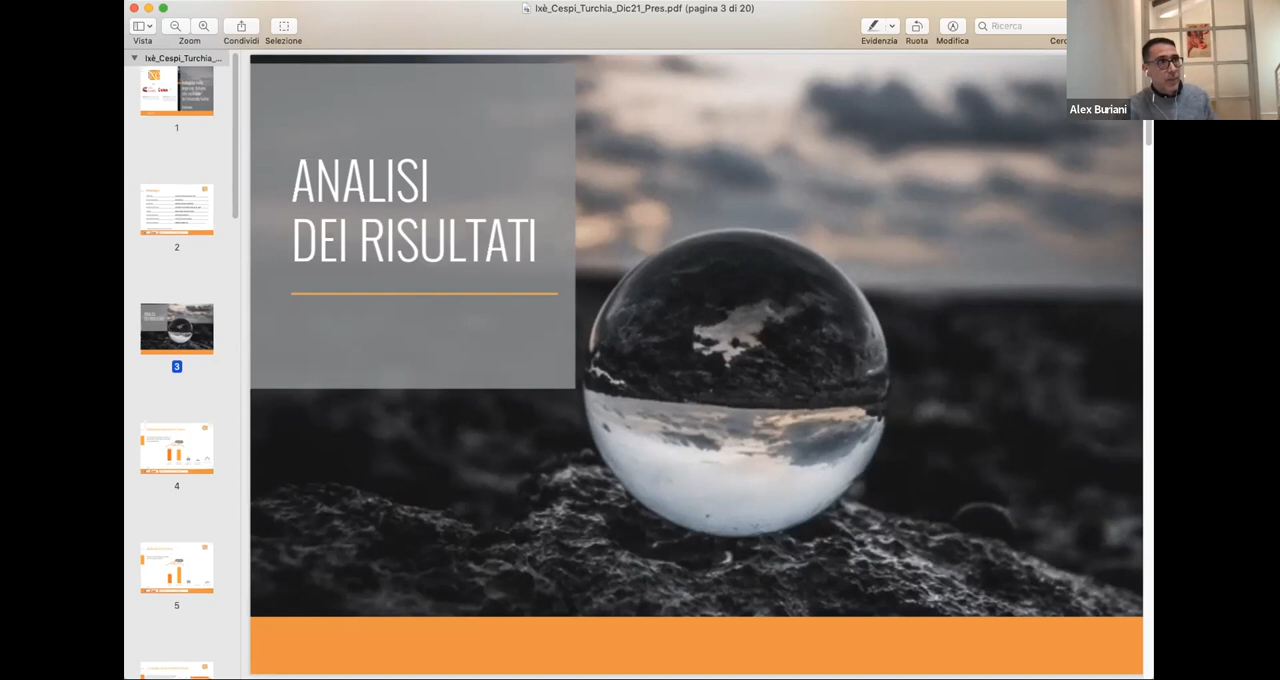 Ixè_Cespi_Turchia_Dic21_Pres.pdf (pagina 3 di 20)
Vista
Zoom
Condividi
Selezione
Evidenzia
Ruota
Modifica
Ricerca
Cerc
Ixè_Cespi_Turchia_...
Alex Buriani
1
2
3
4
5
ANALISI
DEI RISULTATI